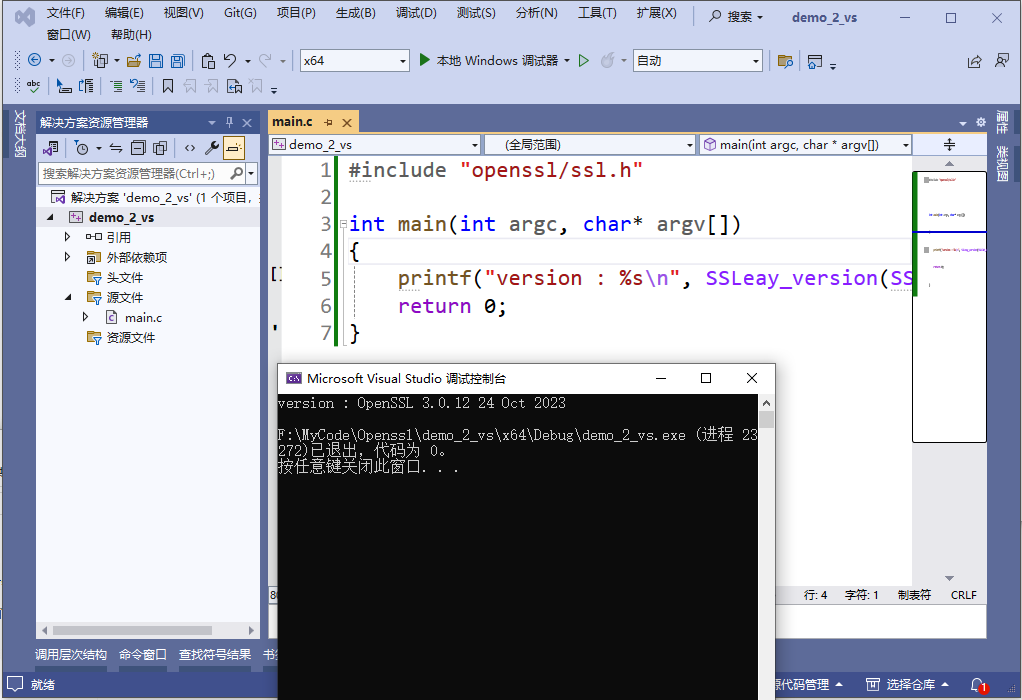 文件(F) 编辑(E) 视图(V) Git(G) 项目(P) 生成(B) 调试(D) 测试(S) 分析(N) 工具(T) 扩展(X) 搜索 demo_2_vs
窗口(W) 帮助(H)
x64 本地 Windows 调试器 自动
abc
文档大纲
解决方案资源管理器
搜索解决方案资源管理器(Ctrl+;)
解决方案 'demo_2_vs' (1 个项目,
demo_2_vs
引用
外部依赖项
头文件
源文件
main.c
资源文件
main.c
demo_2_vs (全局范围) main(int argc, char * argv[])
1 #include "openssl/ssl.h"
2
3 int main(int argc, char* argv[])
4 {
5 printf("version : %s\n", SSLeay_version(SS
6 return 0;
7 }
属性
类视图
Microsoft Visual Studio 调试控制台
version : OpenSSL 3.0.12 24 Oct 2023
F:\MyCode\Openssl\demo_2_vs\x64\Debug\demo_2_vs.exe (进程 23
272)已退出，代码为 0。
按任意键关闭此窗口. . .
行: 4 字符: 1 制表符 CRLF
调用层次结构 命令窗口 查找符号结果
就绪
源代码管理 选择仓库 1